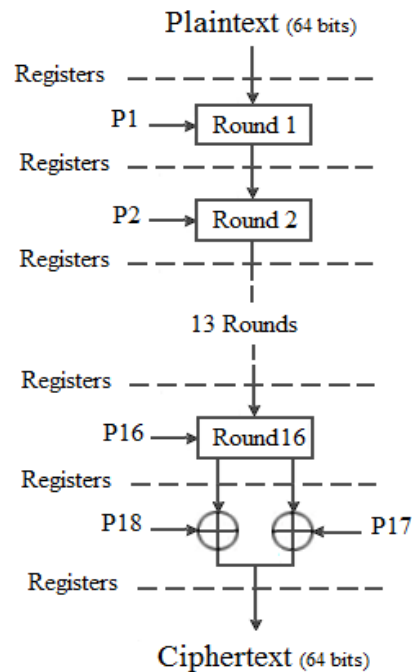 Plaintext (64 bits)
Registers
P1
Round 1
Registers
P2
Round 2
Registers
13 Rounds
Registers
P16
Round16
Registers
P18
P17
Registers
Ciphertext (64 bits)